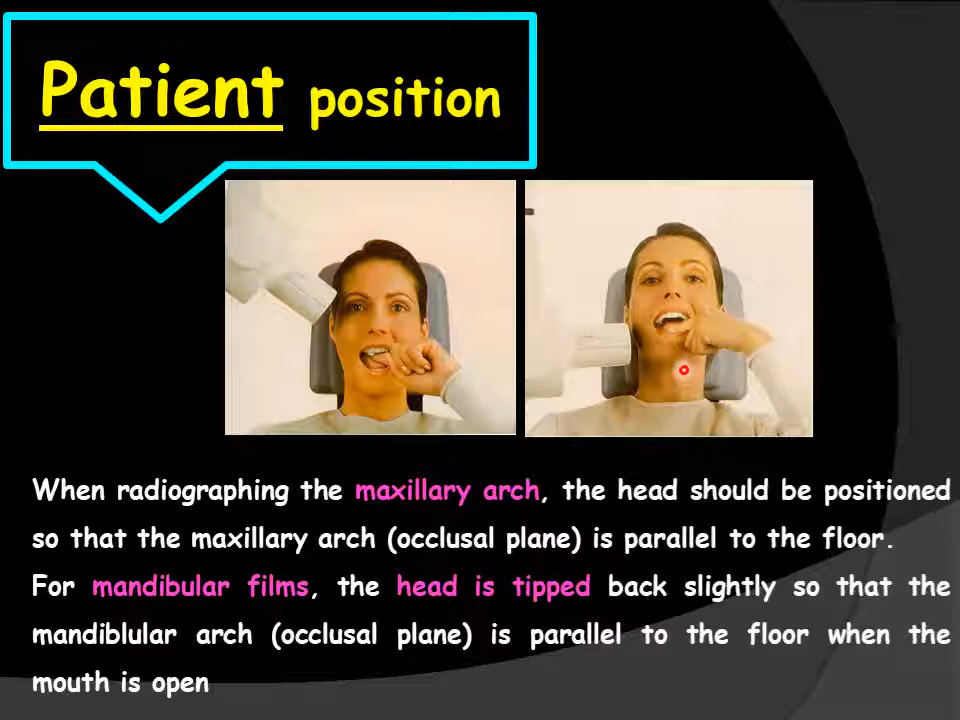 Patient position
When radiographing the maxillary arch, the head should be positioned
so that the maxillary arch (occlusal plane) is parallel to the floor.
For mandibular films, the head is tipped back slightly so that the
mandiblular arch (occlusal plane) is parallel to the floor when the
mouth is open